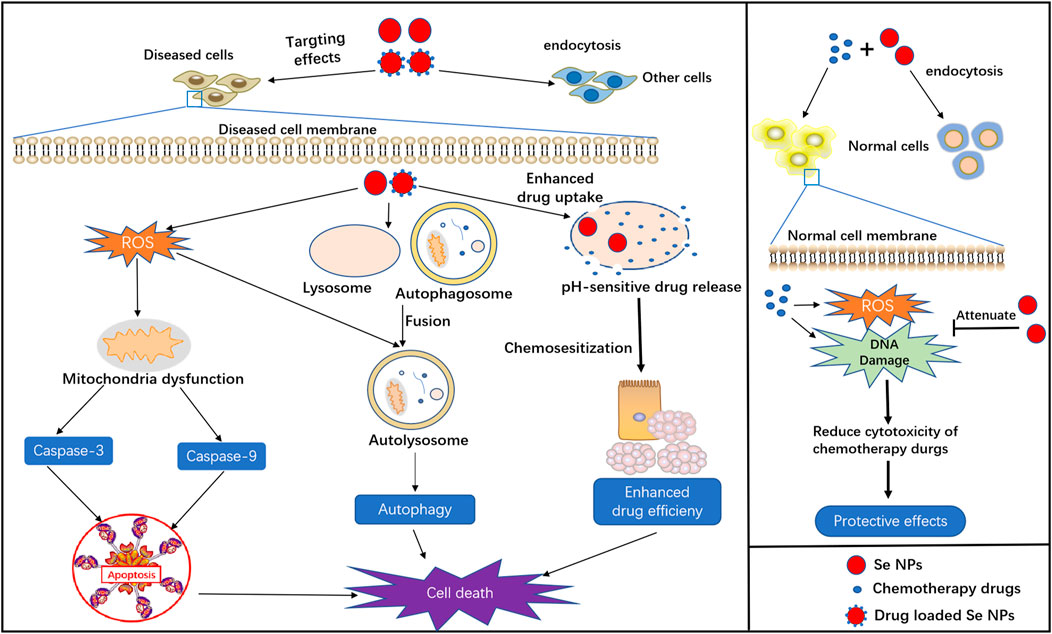 Diseased cells
Targting
effects
endocytosis
Other cells
Diseased cell membrane
Enhanced
drug uptake
ROS
Lysosome
Autophagosome
pH-sensitive drug release
Fusion
Chemosesitization
Mitochondria dysfunction
Autolysosome
Caspase-3
Caspase-9
Autophagy
Enhanced
drug efficieny
Apoptosis
Cell death
endocytosis
Normal cells
Normal cell membrane
ROS
Attenuate
DNA
Damage
Reduce cytotoxicity of
chemotherapy durgs
Protective effects
Se NPs
Chemotherapy drugs
Drug loaded Se NPs